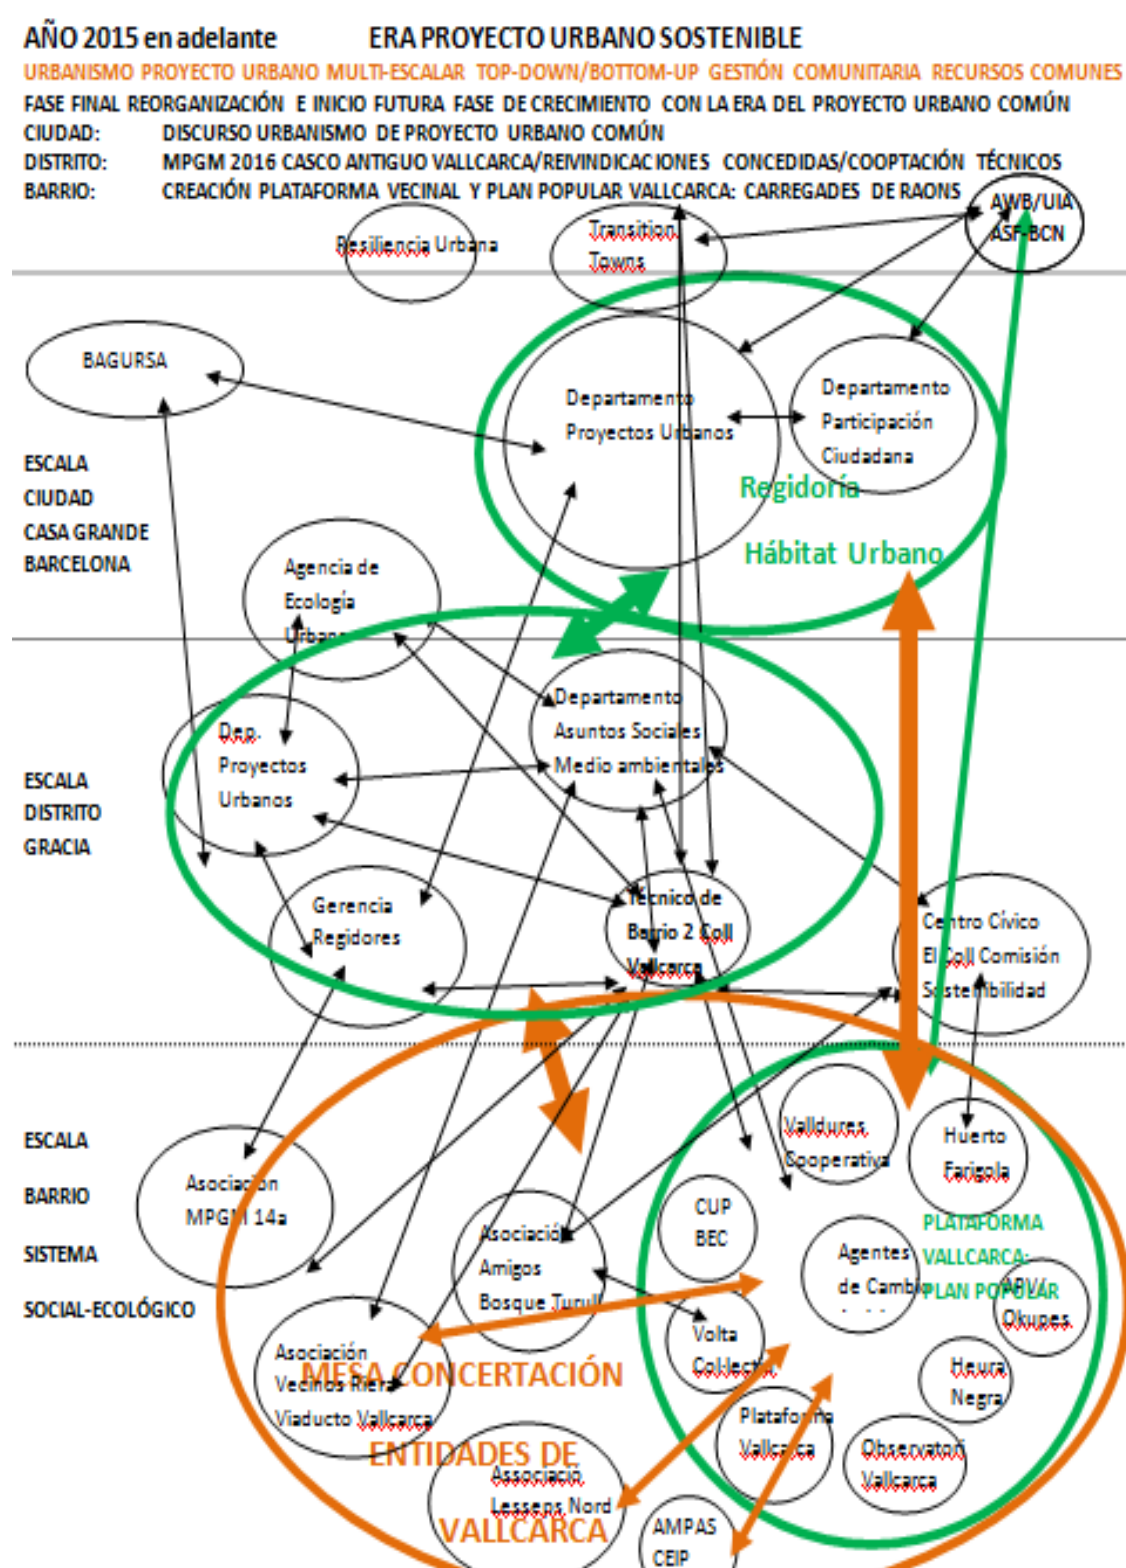 AÑO 2015 en adelante ERA PROYECTO URBANO SOSTENIBLE
URBANISMO PROYECTO URBANO MULTI-ESCALAR TOP-DOWN/BOTTOM-UP GESTIÓN COMUNITARIA RECURSOS COMUNES
FASE FINAL REORGANIZACIÓN E INICIO FUTURA FASE DE CRECIMIENTO CON LA ERA DEL PROYECTO URBANO COMÚN
CIUDAD: DISCURSO URBANISMO DE PROYECTO URBANO COMÚN
DISTRITO: MPGM 2016 CASCO ANTIGUO VALLCARCA/REIVINDICACIONES CONCEDIDAS/COOPTACIÓN TÉCNICOS
BARRIO: CREACIÓN PLATAFORMA VECINAL Y PLAN POPULAR VALLCARCA: CARREGADES DE RAONS
AWB/UIA
ASF-BCN
Resiliencia Urbana
Transition
Towns
BAGURSA
Departamento
Proyectos Urbanos
Departamento
Participación
Ciudadana
Regidoría
Hábitat Urbano
ESCALA
CIUDAD
CASA GRANDE
BARCELONA
Agencia de
Ecología
Urbana
Departamento
Asuntos Sociales
Medio ambientales
Dep.
Proyectos
Urbanos
ESCALA
DISTRITO
GRACIA
Gerencia
Regidores
Técnico de
Barrio 2 Coll
Vallcarca
Centro Cívico
El Coll Comisión
Sostenibilidad
ESCALA
BARRIO
SISTEMA
SOCIAL-ECOLÓGICO
Asociación
MPGM 14a
Asociación
Amigos
Bosque Turull
Valldures
Cooperativa
Huerto
Farigola
CUP
BEC
Agentes
de Cambio
PLATAFORMA
VALLCARCA:
PLAN POPULAR
Okupes
Volta
Col·lectiu
Asociación
Vecinos Riera
Viaducto Vallcarca
MESA CONCERTACIÓN
ENTIDADES DE
VALLCARCA
Heura
Negra
Plataforma
Vallcarca
Observatori
Vallcarca
Associació
Lesseps Nord
AMPAS
CEIP